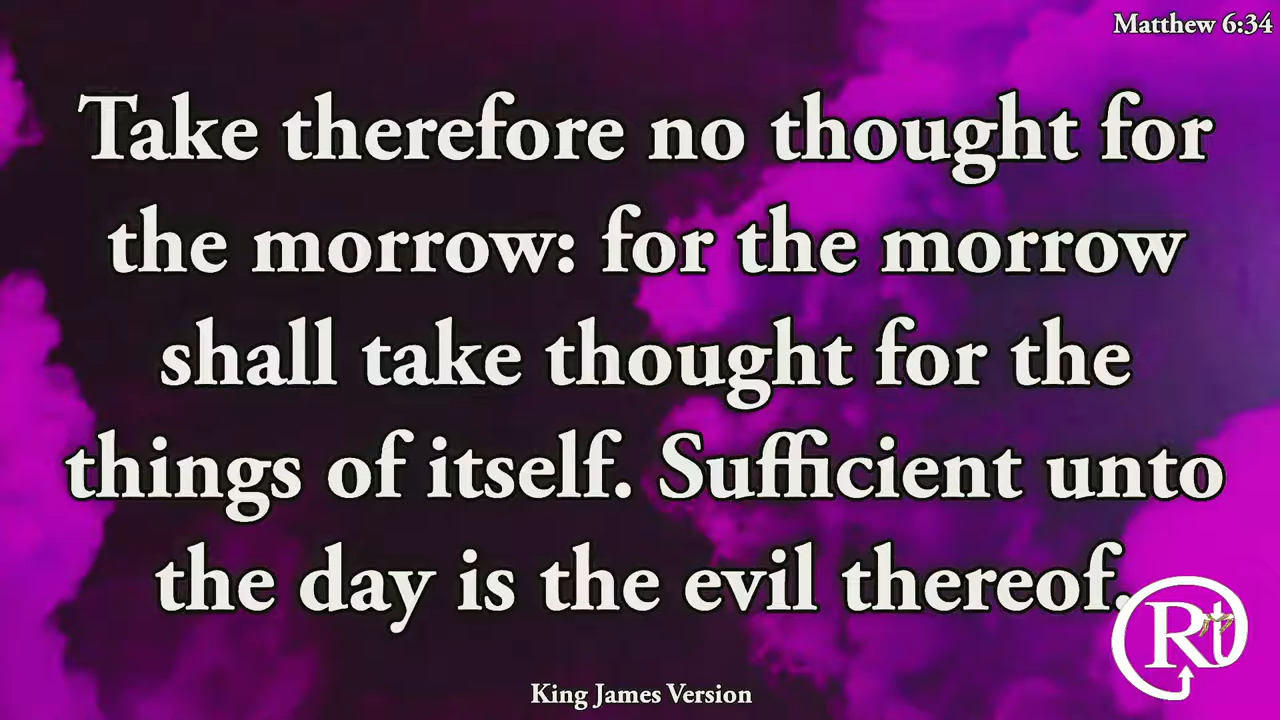 Matthew 6:34
Take therefore no thought for
the morrow: for the morrow
shall take thought for the
things of itself. Sufficient unto
the day is the evil thereof.
King James Version